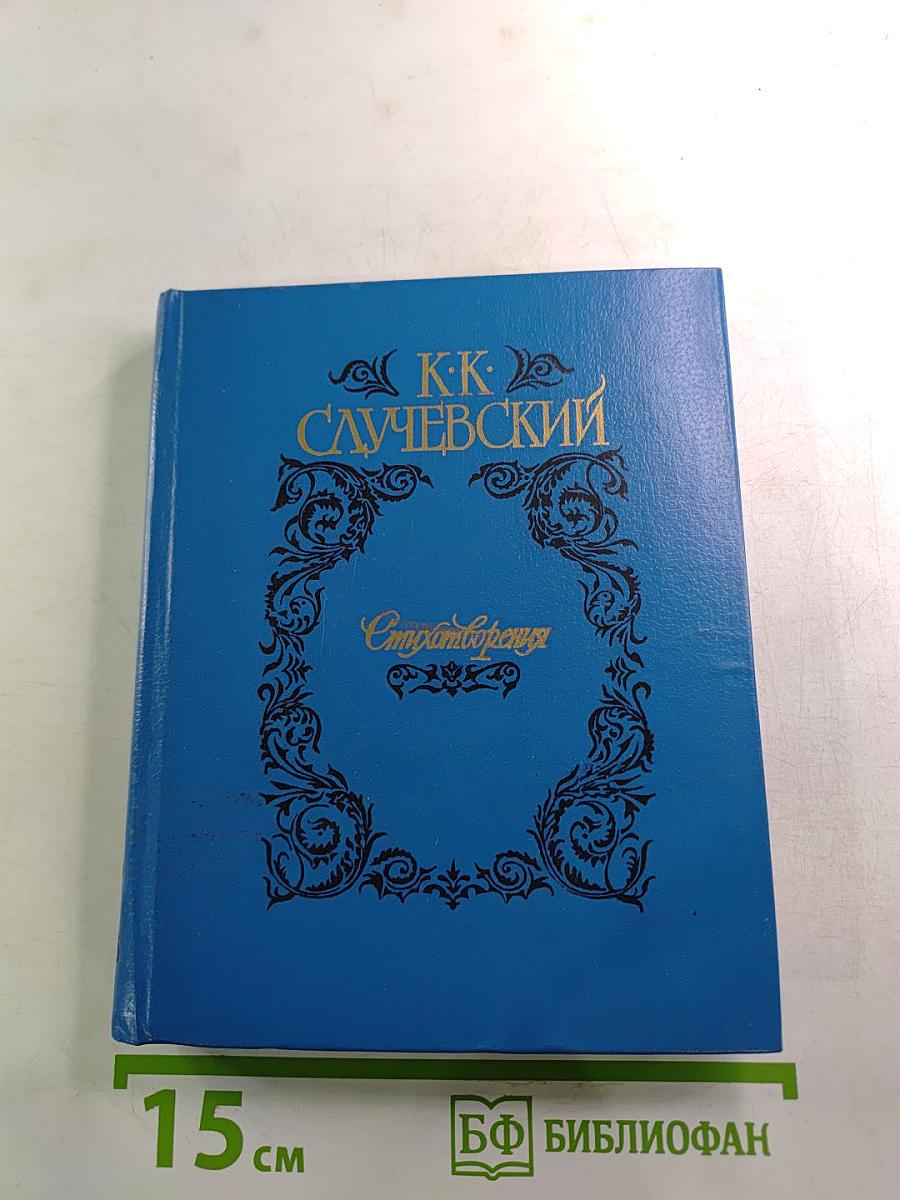 К·К·
СЛУЧЕВСКИЙ
Стихотворения
15 см
БФ БИБЛИОФАН